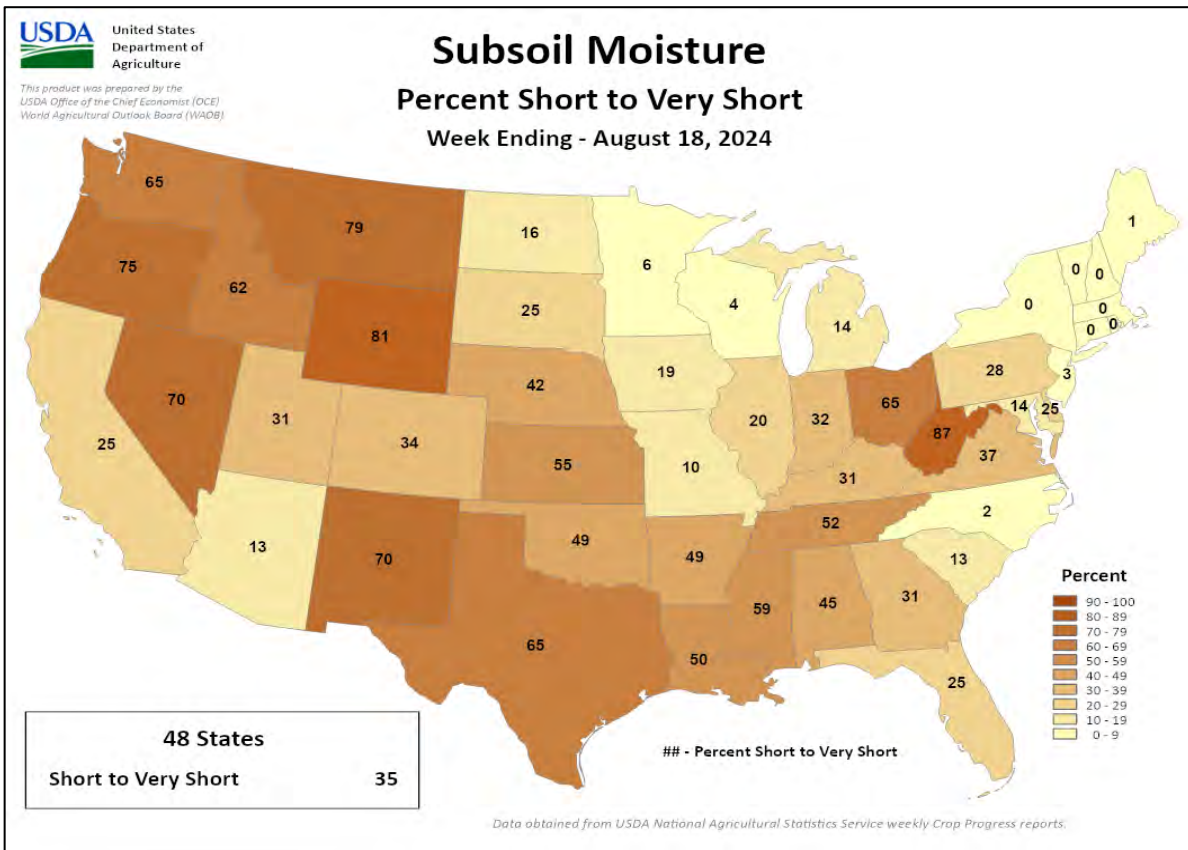 USDA
United States
Department of
Agriculture
This product was prepared by the
USDA Office of the Chief Economist (OCE)
World Agricultural Outlook Board (WAOB)
Subsoil Moisture
Percent Short to Very Short
Week Ending - August 18, 2024
65
79
16
6
1
75
62
25
4
14
0
0
0
0
0
0
81
19
28
3
70
31
34
42
20
32
65
14
25
25
55
10
31
87
37
13
70
49
49
52
2
65
50
59
45
31
13
25
Percent
90 - 100
80 - 89
70 - 79
60 - 69
50 - 59
40 - 49
30 - 39
20 - 29
10 - 19
0 - 9
48 States
Short to Very Short 35
## - Percent Short to Very Short
Data obtained from USDA National Agricultural Statistics Service weekly Crop Progress reports.